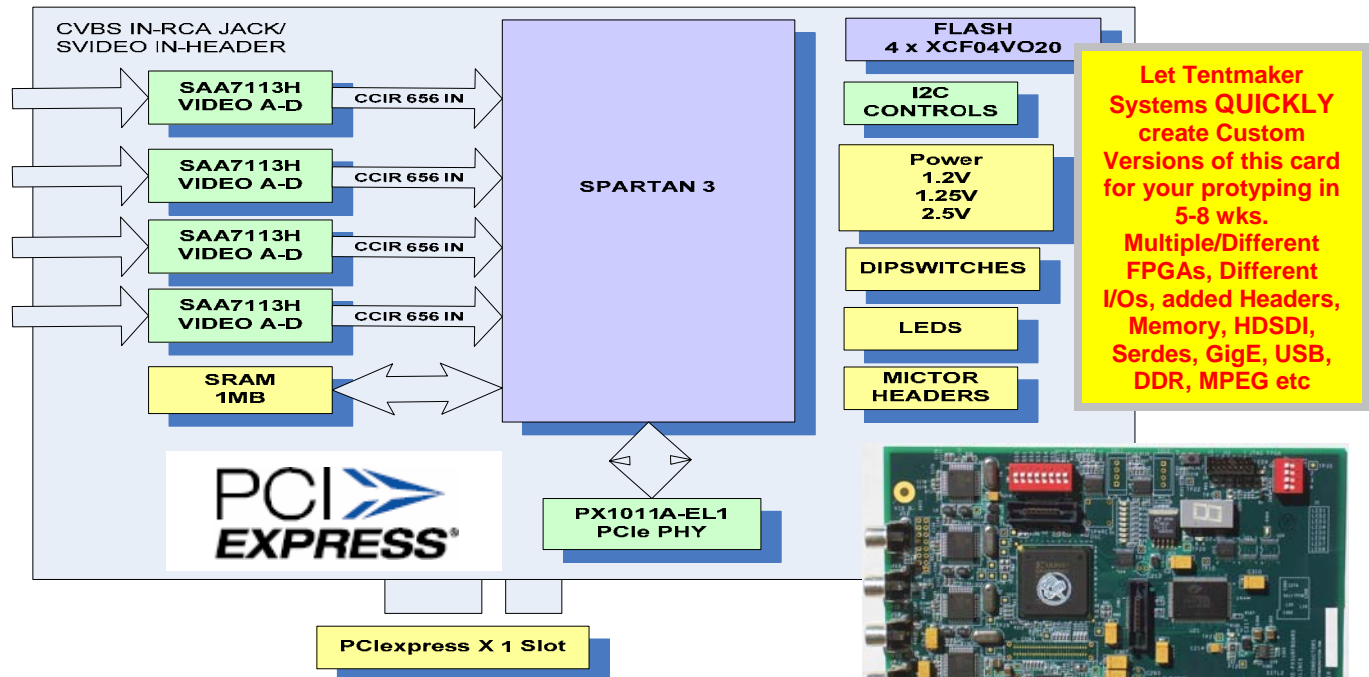 CVBS IN-RCA JACK/
SVIDEO IN-HEADER
SAA7113H
VIDEO A-D
CCIR 656 IN
SAA7113H
VIDEO A-D
CCIR 656 IN
SAA7113H
VIDEO A-D
CCIR 656 IN
SAA7113H
VIDEO A-D
CCIR 656 IN
SRAM
1MB
SPARTAN 3
FLASH
4 x XCF04VO20
I2C
CONTROLS
Power
1.2V
1.25V
2.5V
DIPSWITCHES
LEDS
MICTOR
HEADERS
Let Tentmaker
Systems QUICKLY
create Custom
Versions of this card
for your protyping in
5-8 wks.
Multiple/Different
FPGAs, Different
I/Os, added Headers,
Memory, HDSDI,
Serdes, GigE, USB,
DDR, MPEG etc
PCI
EXPRESS®
PX1011A-EL1
PCIe PHY
PCIexpress X 1 Slot